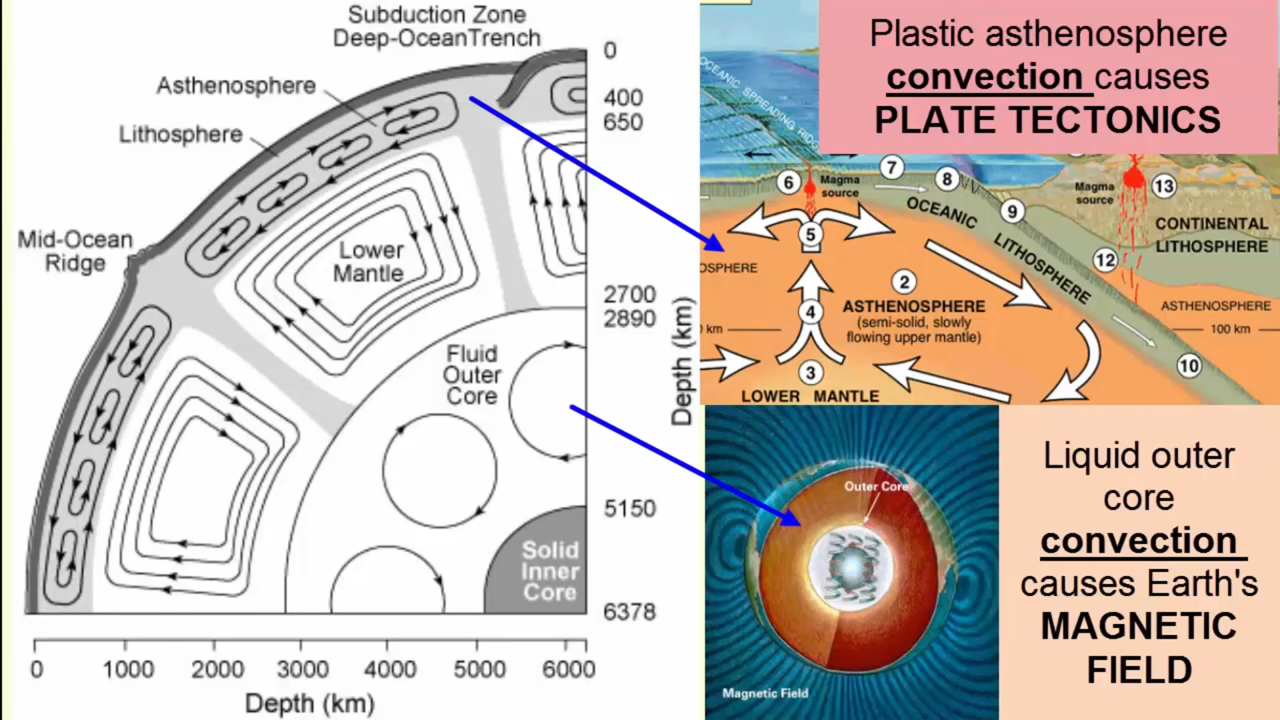 Subduction Zone
Deep-OceanTrench
Asthenosphere
Lithosphere
Mid-Ocean
Ridge
Lower
Mantle
Fluid
Outer
Core
Solid
Inner
Core
0
400
650
2700
2890
5150
6378
Depth (km)
0
1000
2000
3000
4000
5000
6000
Depth (km)
Plastic asthenosphere
convection causes
PLATE TECTONICS
OCEANIC SPREADING
6
Magma
source
7
8
9
Magma
source
13
CONTINENTAL
LITHOSPHERE
OCEANIC
LITHOSPHERE
5
12
OSPHERE
2
ASTHENOSPHERE
(semi-solid, slowly
flowing upper mantle)
ASTHENOSPHERE
4
0 km
100 km
3
10
LOWER MANTLE
Outer Core
Magnetic Field
Liquid outer
core
convection
causes Earth's
MAGNETIC
FIELD